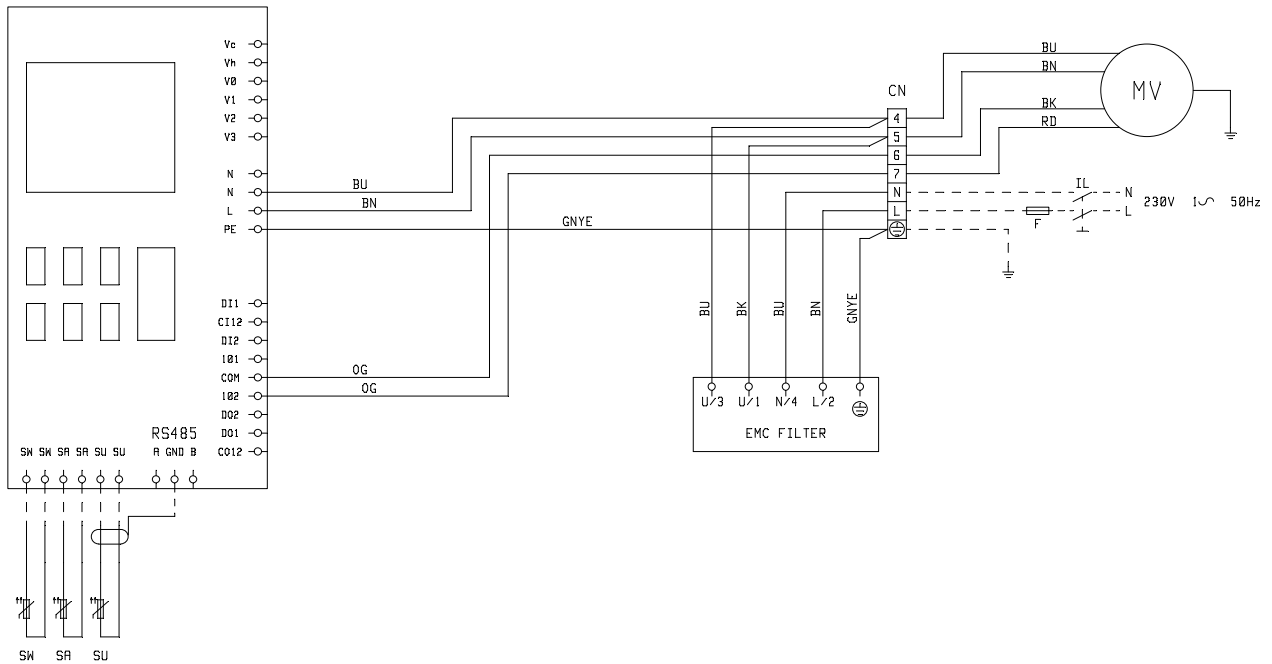 Vc
Vh
V0
V1
V2
V3
N
N
L
PE
DI1
CI12
DI2
I01
COM
I02
DO2
DO1
CO12
RS485
SW SW SA SA SU SU A GND B
SW SA SU
BU
BN
GNYE
OG
OG
CN
4
5
6
7
N
L
BU
BN
BK
RD
MV
IL
N
L
F
230V 1 50Hz
BU
BK
BU
BN
GNYE
U/3 U/1 N/4 L/2
EMC FILTER